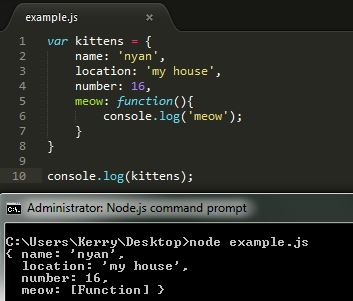 example.js ×
1 var kittens = {
2 name: 'nyan',
3 location: 'my house',
4 number: 16,
5 meow: function(){
6 console.log('meow');
7 }
8 }
9
10 console.log(kittens);
C:\. Administrator: Node.js command prompt
C:\Users\Kerry\Desktop>node example.js
{ name: 'nyan',
location: 'my house',
number: 16,
meow: [Function] }